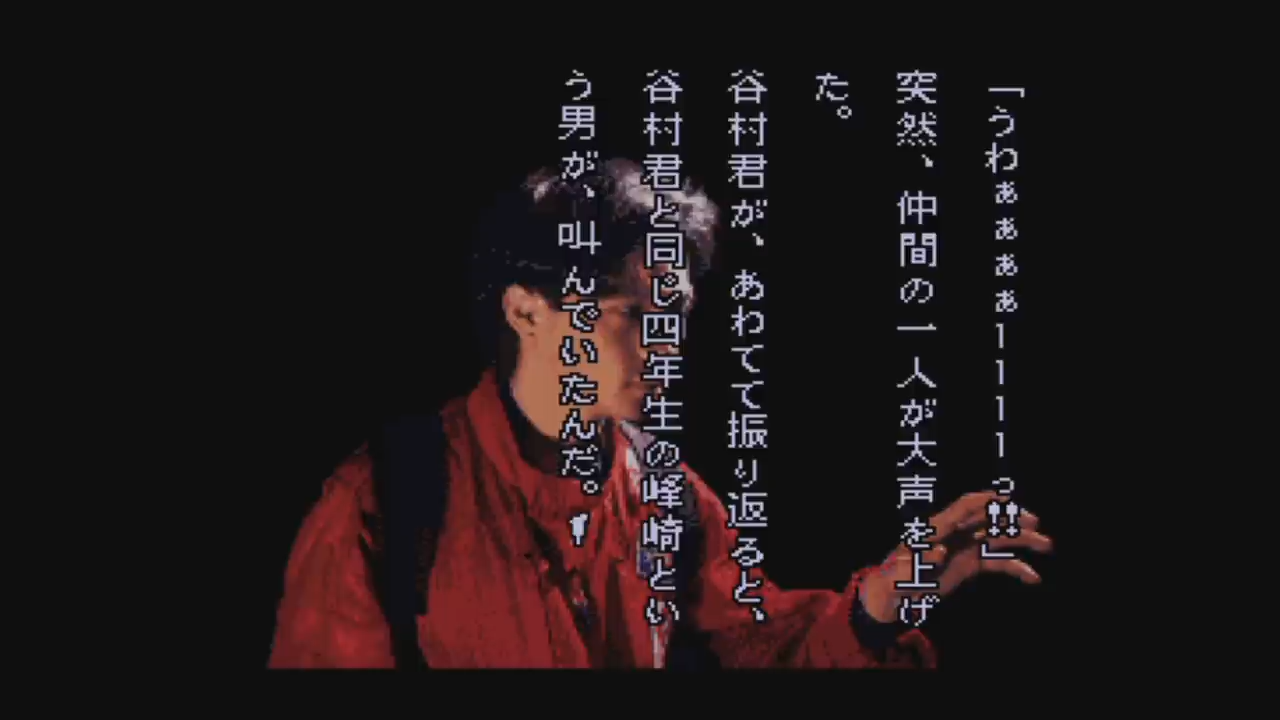 「うわぁぁぁぁーーーーっ!!」
突然、仲間の一人が大声を上げ
た。
谷村君が、あわてて振り返ると、
谷村君と同じ四年生の峰崎とい
う男が、叫んでいたんだ。